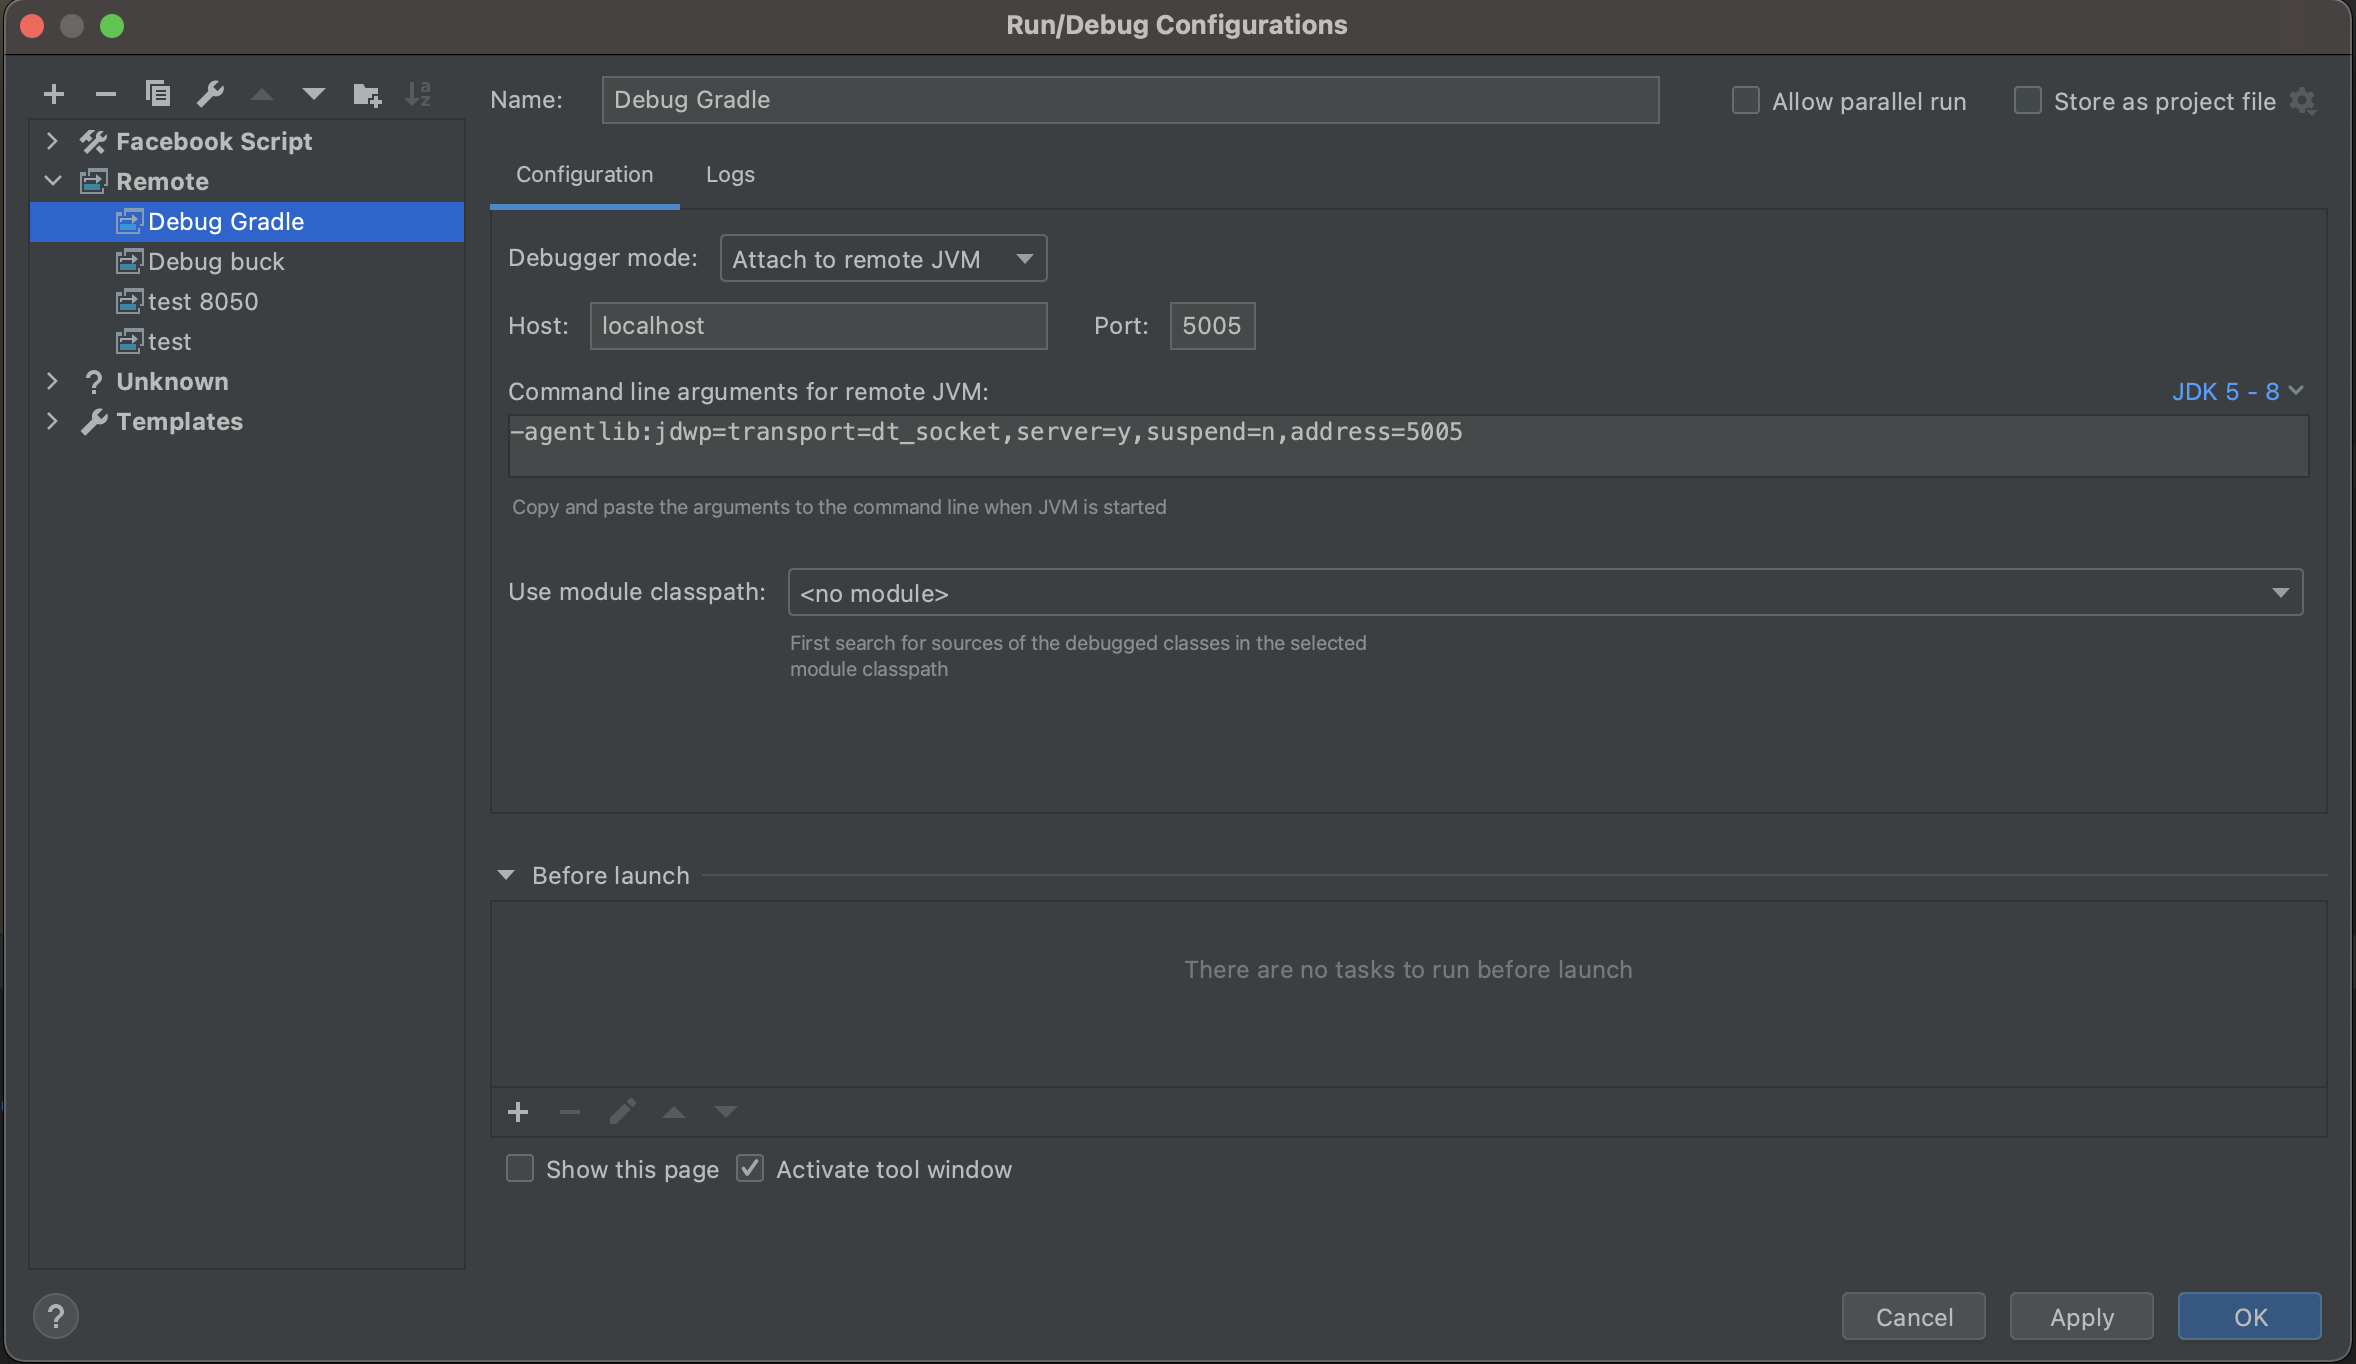 Run/Debug Configurations
Facebook Script
Remote
Debug Gradle
Debug buck
test 8050
test
? Unknown
Templates
Name: Debug Gradle
Allow parallel run
Store as project file
Configuration Logs
Debugger mode: Attach to remote JVM
Host: localhost Port: 5005
Command line arguments for remote JVM: JDK 5 - 8
-agentlib:jdwp=transport=dt_socket,server=y,suspend=n,address=5005
Copy and paste the arguments to the command line when JVM is started
Use module classpath: <no module>
First search for sources of the debugged classes in the selected
module classpath
Before launch
There are no tasks to run before launch
Show this page Activate tool window
? Cancel Apply OK